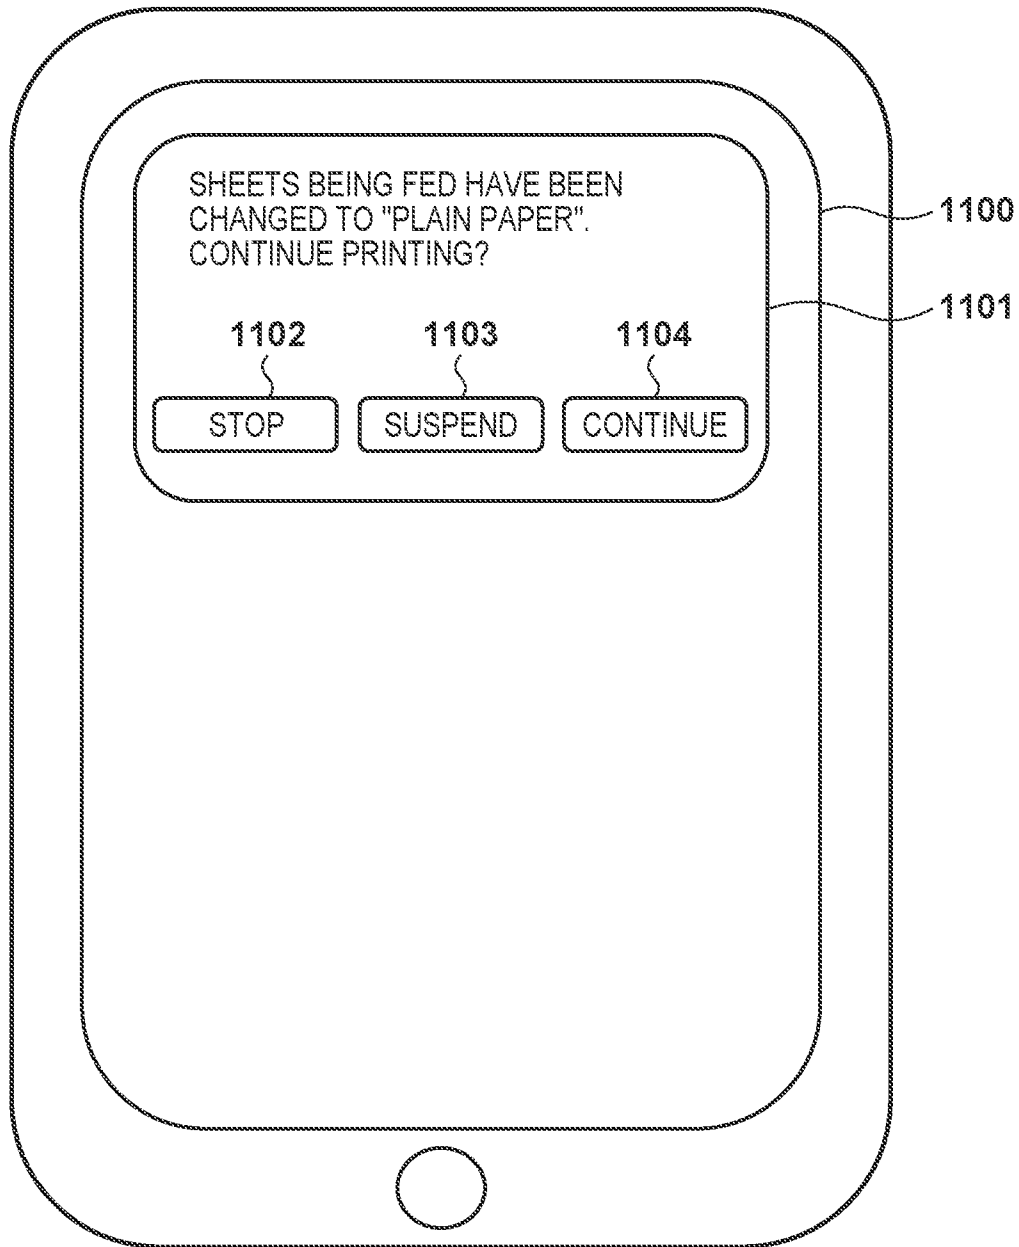 SHEETS BEING FED HAVE BEEN
CHANGED TO "PLAIN PAPER".
CONTINUE PRINTING?
1100
1101
1102 1103 1104
STOP SUSPEND CONTINUE